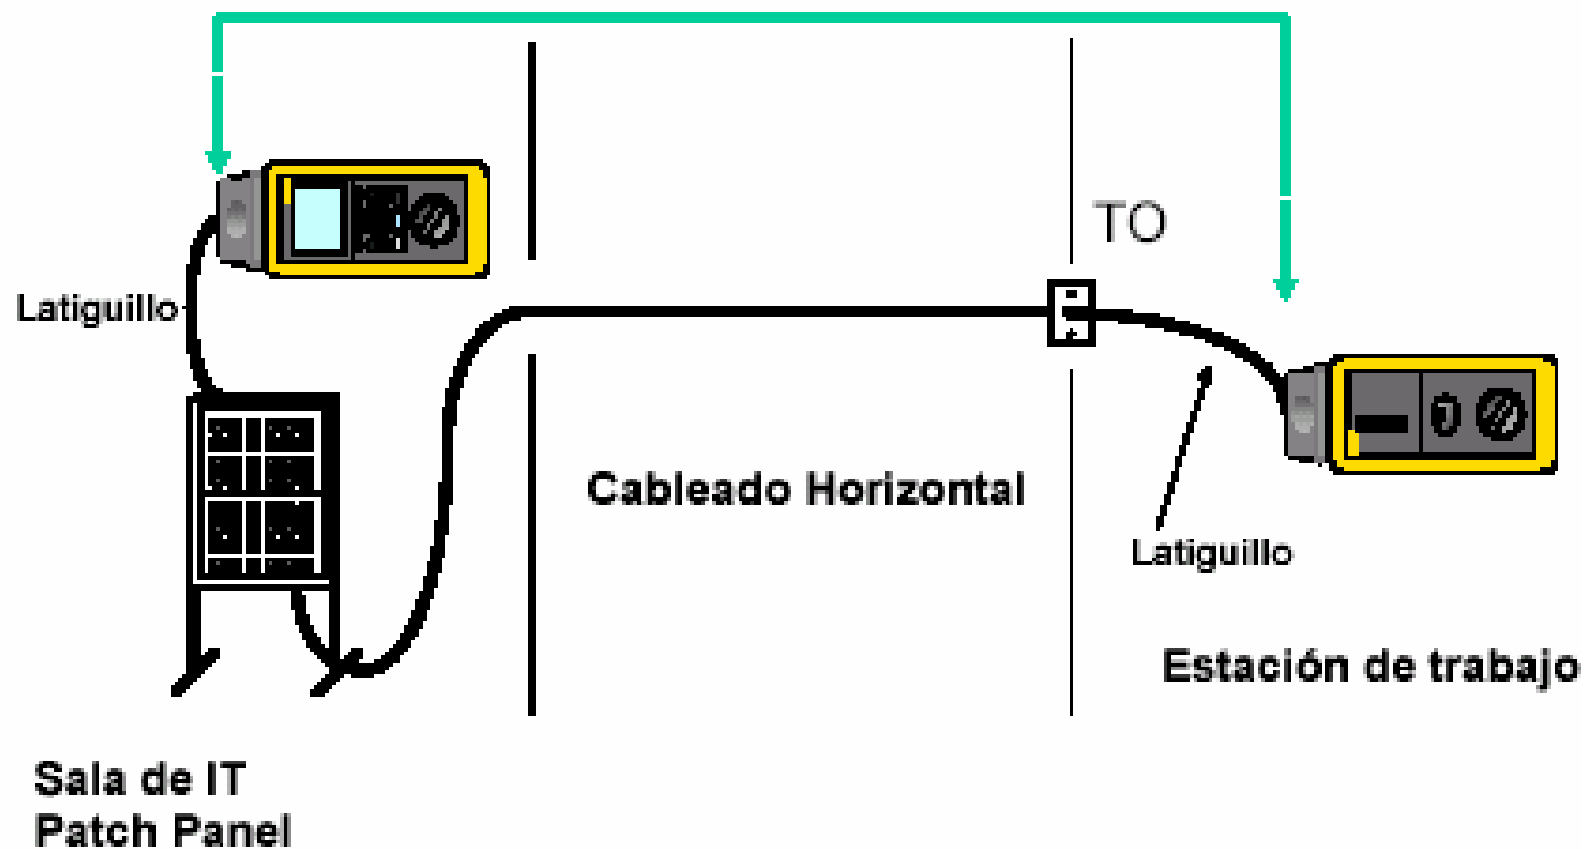 TO
Latiguillo
Cableado Horizontal
Latiguillo
Estación de trabajo
Sala de IT
Patch Panel